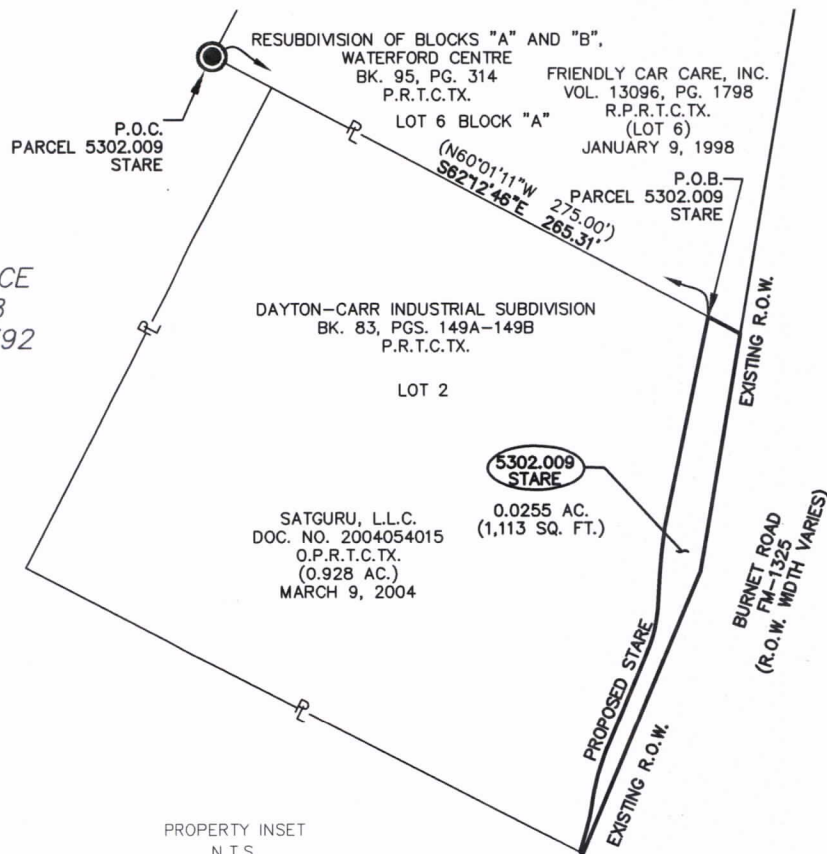 RESUBDIVISION OF BLOCKS "A" AND "B",
WATERFORD CENTRE
BK. 95, PG. 314
P.R.T.C.TX.
LOT 6 BLOCK "A"
FRIENDLY CAR CARE, INC.
VOL. 13096, PG. 1798
R.P.R.T.C.TX.
(LOT 6)
JANUARY 9, 1998
P.O.C.
PARCEL 5302.009
STARE
PL
(N60°01'11"W 275.00')
S62°12'46"E 265.31'
P.O.B.
PARCEL 5302.009
STARE
CE
92
DAYTON-CARR INDUSTRIAL SUBDIVISION
BK. 83, PGS. 149A-149B
P.R.T.C.TX.
LOT 2
PL
EXISTING R.O.W.
5302.009
STARE
0.0255 AC.
(1,113 SQ. FT.)
SATGURU, L.L.C.
DOC. NO. 2004054015
O.P.R.T.C.TX.
(0.928 AC.)
MARCH 9, 2004
BURNET ROAD
FM-1325
(R.O.W. WIDTH VARIES)
PROPOSED STARE
PL
EXISTING R.O.W.
PROPERTY INSET
N.T.S.